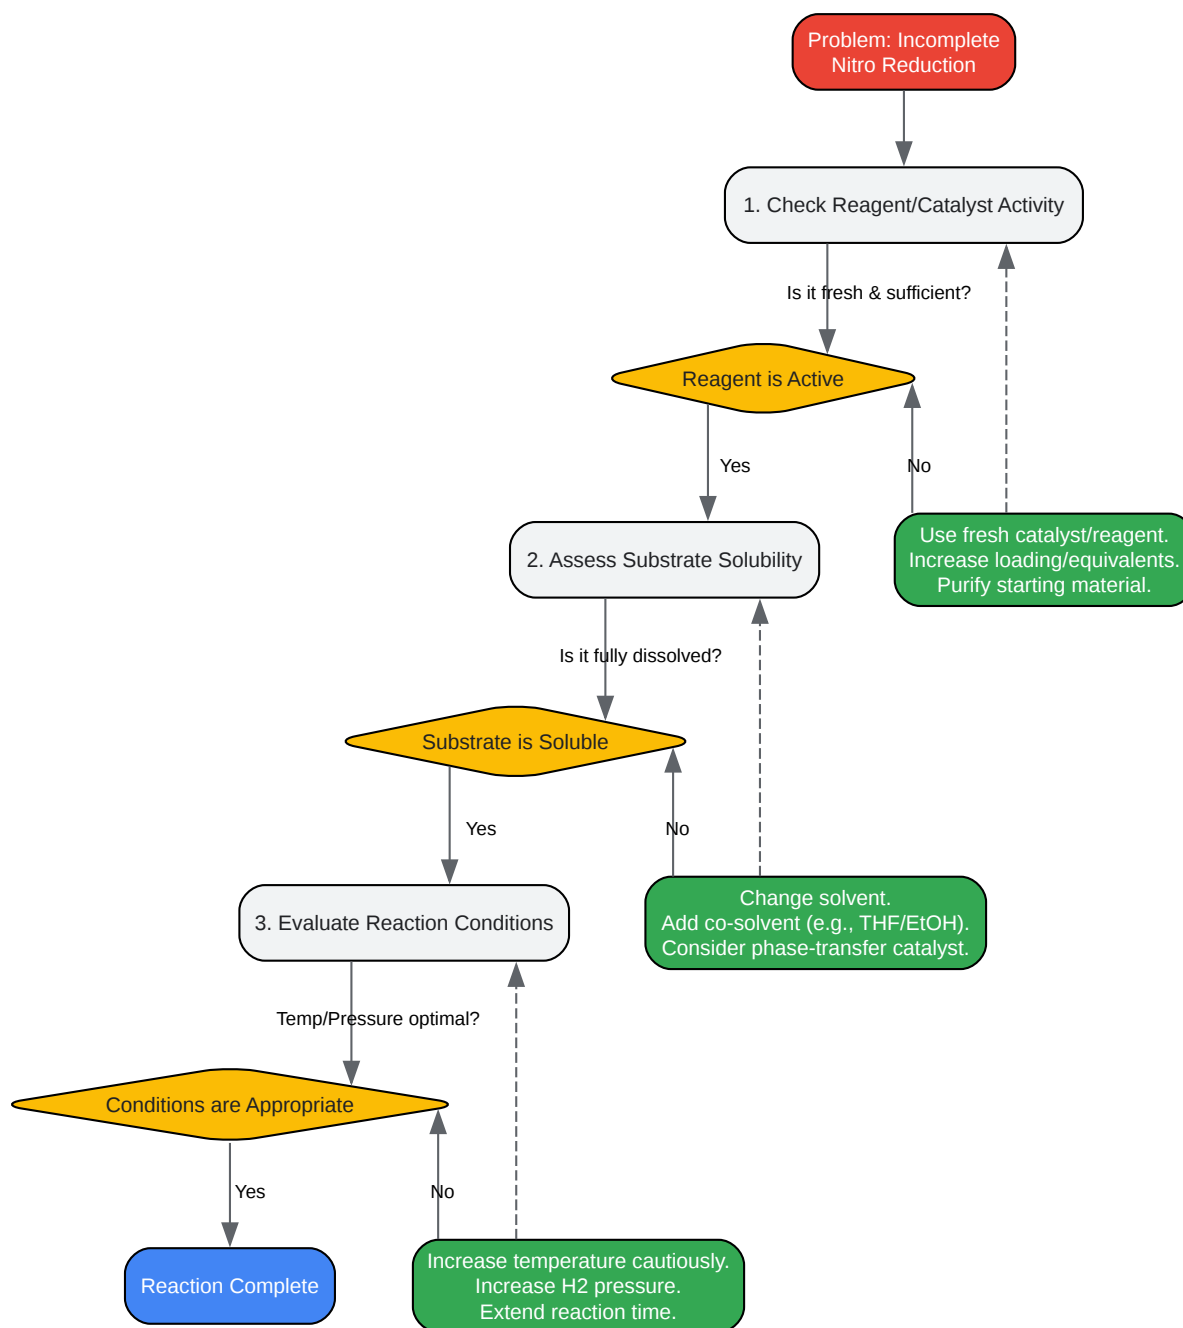 Problem: Incomplete
Nitro Reduction
1. Check Reagent/Catalyst Activity
Is it fresh & sufficient?
Reagent is Active
Yes
No
Use fresh catalyst/reagent.
Increase loading/equivalents.
Purify starting material.
2. Assess Substrate Solubility
Is it fully dissolved?
Substrate is Soluble
Yes
No
Change solvent.
Add co-solvent (e.g., THF/EtOH).
Consider phase-transfer catalyst.
3. Evaluate Reaction Conditions
Temp/Pressure optimal?
Conditions are Appropriate
Yes
No
Reaction Complete
Increase temperature cautiously.
Increase H2 pressure.
Extend reaction time.